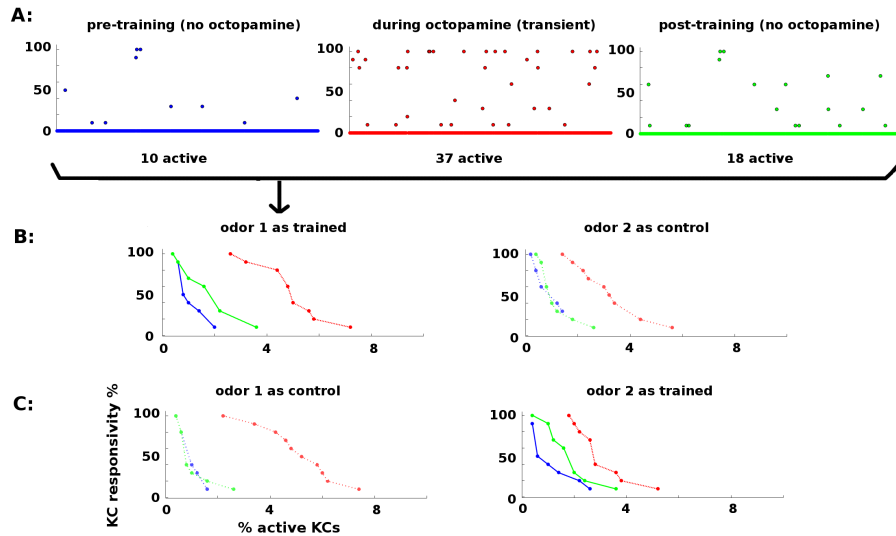 A:
pre-training (no octopamine)
during octopamine (transient)
post-training (no octopamine)
100
50
0
100
50
0
100
50
0
10 active
37 active
18 active
B:
odor 1 as trained
odor 2 as control
100
50
0
0
4
8
100
50
0
0
4
8
C:
odor 1 as control
odor 2 as trained
KC responsivity %
100
50
0
0
4
8
100
50
0
0
4
8
% active KCs